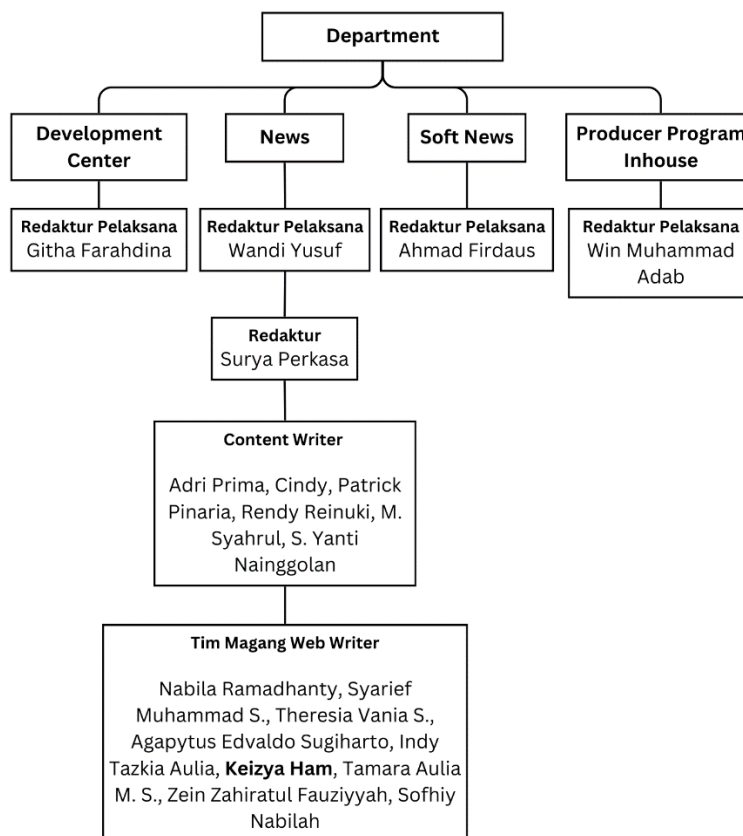 Department
Development
Center
News
Soft News
Producer Program
Inhouse
Redaktur Pelaksana
Githa Farahdina
Redaktur Pelaksana
Wandi Yusuf
Redaktur Pelaksana
Ahmad Firdaus
Redaktur Pelaksana
Win Muhammad
Adab
Redaktur
Surya Perkasa
Content Writer
Adri Prima, Cindy, Patrick
Pinaria, Rendy Reinuki, M.
Syahrul, S. Yanti
Nainggolan
Tim Magang Web Writer
Nabila Ramadhanty, Syarief
Muhammad S., Theresia Vania S.,
Agapytus Edvaldo Sugiharto, Indy
Tazkia Aulia, Keizya Ham, Tamara Aulia
M. S., Zein Zahiratul Fauziyyah, Sofhiy
Nabilah